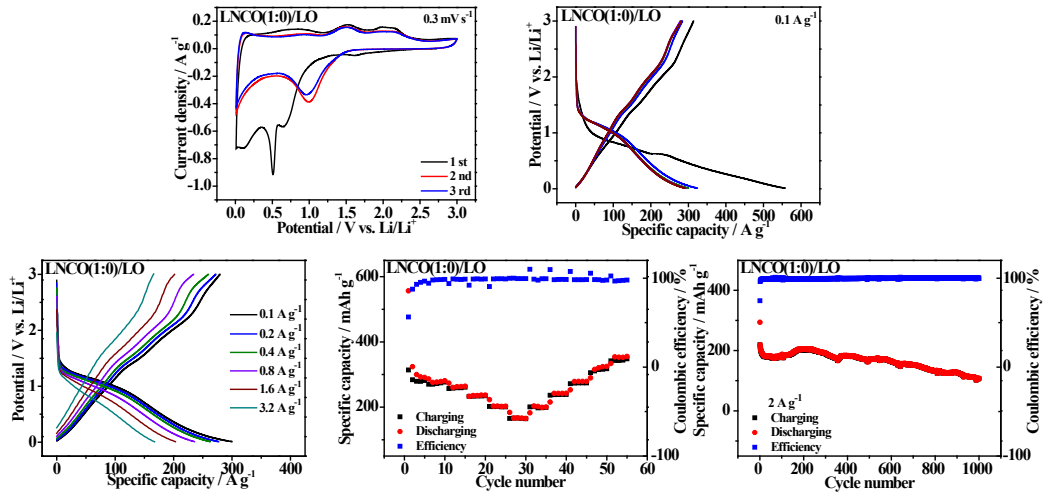 LNCO(1:0)/LO
0.3 mV s-1
0.2
0.0
-0.2
-0.4
-0.6
-0.8
-1.0
Current density / A g-1
1 st
2 nd
3 rd
0.0 0.5 1.0 1.5 2.0 2.5 3.0
Potential / V vs. Li/Li+
LNCO(1:0)/LO
0.1 A g-1
3
2
1
0
Potential / V vs. Li/Li+
0 100 200 300 400 500 600
Specific capacity / A g-1
LNCO(1:0)/LO
3
2
1
0
Potential / V vs. Li/Li+
0.1 A g-1
0.2 A g-1
0.4 A g-1
0.8 A g-1
1.6 A g-1
3.2 A g-1
0 100 200 300 400
Specific capacity / A g-1
LNCO(1:0)/LO
600
400
200
Specific capacity / mAh g-1
100
0
-100
Coulombic efficiency / %
Charging
Discharging
Efficiency
0 10 20 30 40 50
Cycle number
LNCO(1:0)/LO
400
200
0
Specific capacity / mAh g-1
100
0
-100
Coulombic efficiency / %
2 A g-1
Charging
Discharging
Efficiency
0 200 400 600 800 1000
Cycle number